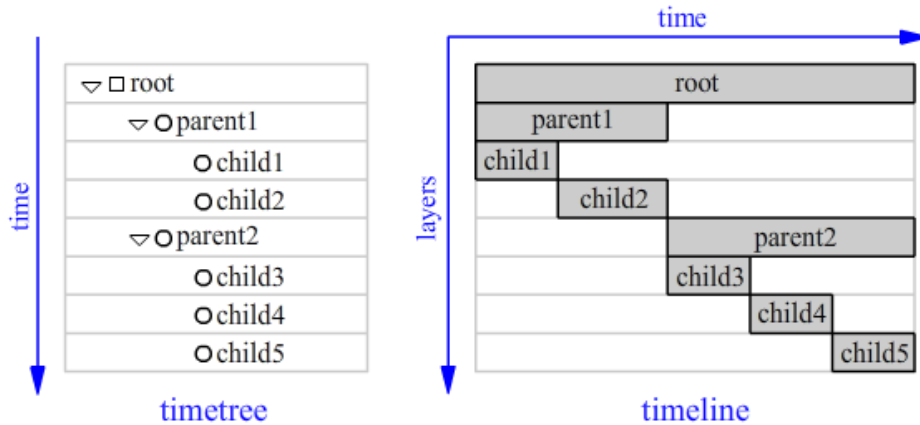 time
root
parent1
child1
child2
parent2
child3
child4
child5
timetree
time
layers
root
parent1
child1
child2
parent2
child3
child4
child5
timeline